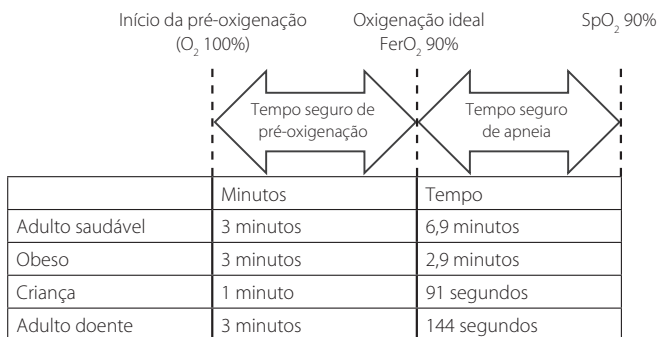 Início da pré-oxigenação
(O₂ 100%)
Oxigenação ideal
FerO₂ 90%
SpO₂ 90%
Tempo seguro de
pré-oxigenação
Tempo seguro
de apneia
Minutos Tempo
Adulto saudável 3 minutos 6,9 minutos
Obeso 3 minutos 2,9 minutos
Criança 1 minuto 91 segundos
Adulto doente 3 minutos 144 segundos